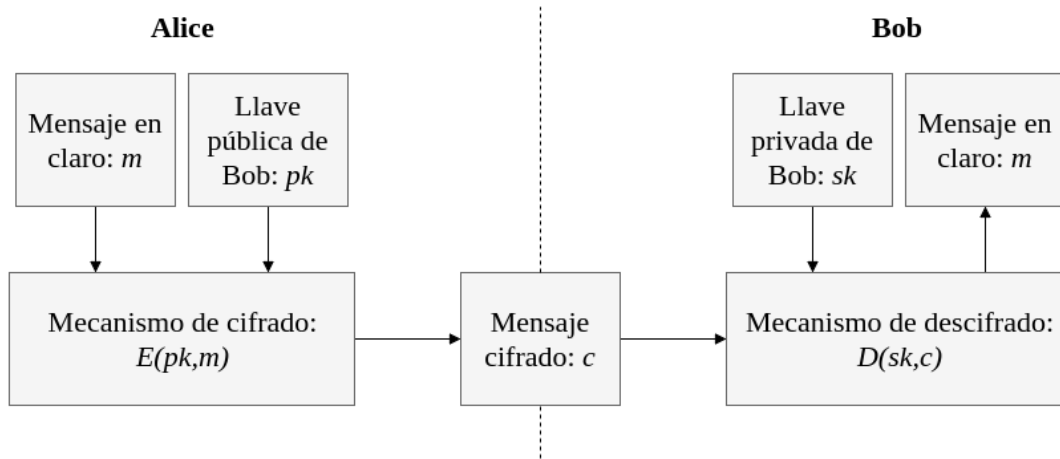 Alice
Bob
Mensaje en
claro: m
Llave
pública de
Bob: pk
Llave
privada de
Bob: sk
Mensaje en
claro: m
Mecanismo de cifrado:
E(pk,m)
Mensaje
cifrado: c
Mecanismo de descifrado:
D(sk,c)